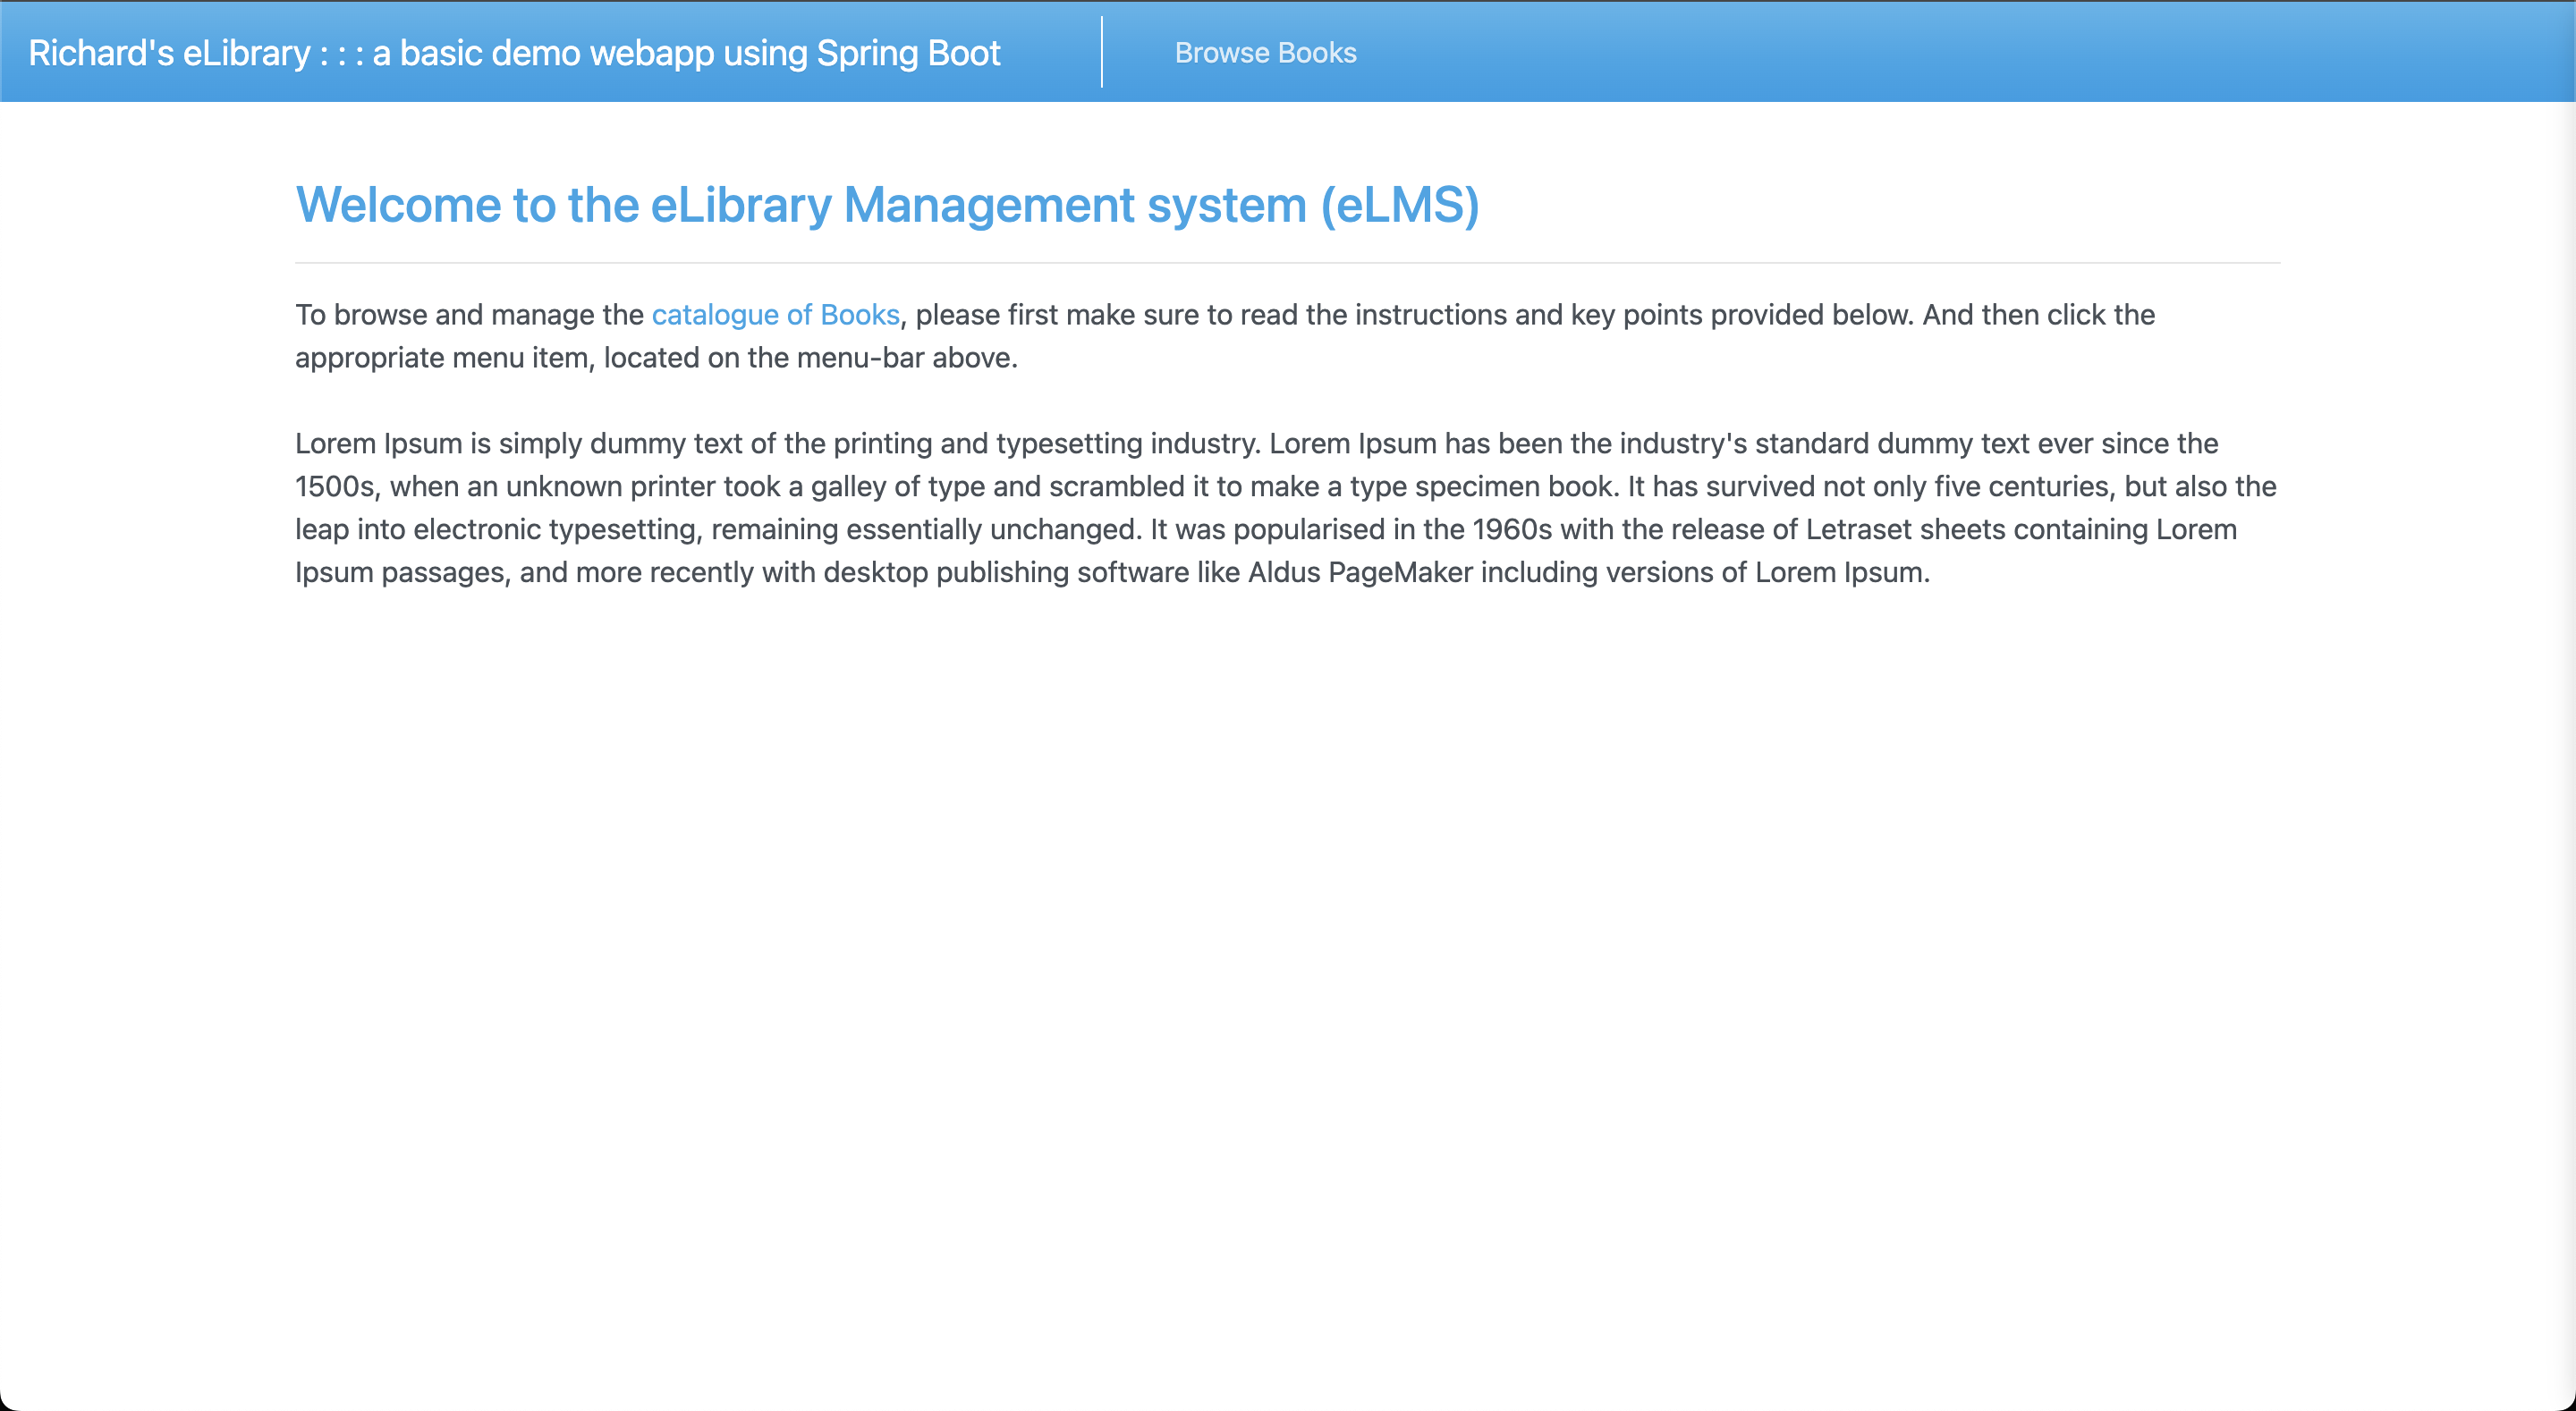 Richard's eLibrary : : : a basic demo webapp using Spring Boot
Browse Books
Welcome to the eLibrary Management system (eLMS)
To browse and manage the catalogue of Books, please first make sure to read the instructions and key points provided below. And then click the
appropriate menu item, located on the menu-bar above.
Lorem Ipsum is simply dummy text of the printing and typesetting industry. Lorem Ipsum has been the industry's standard dummy text ever since the
1500s, when an unknown printer took a galley of type and scrambled it to make a type specimen book. It has survived not only five centuries, but also the
leap into electronic typesetting, remaining essentially unchanged. It was popularised in the 1960s with the release of Letraset sheets containing Lorem
Ipsum passages, and more recently with desktop publishing software like Aldus PageMaker including versions of Lorem Ipsum.